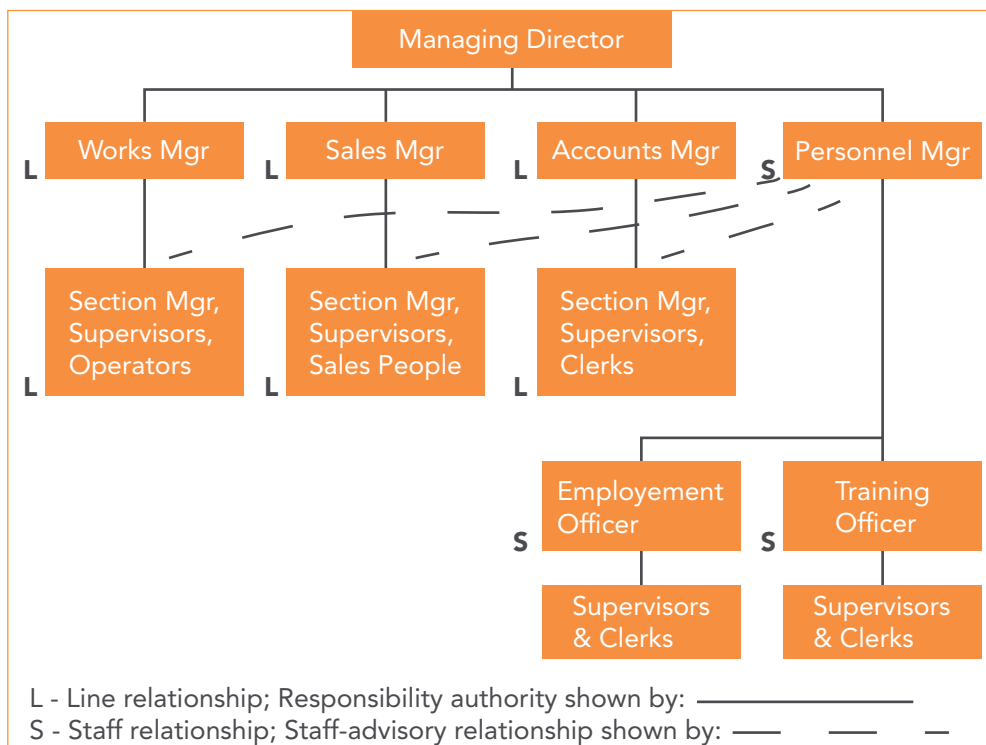 Managing Director
Works Mgr
Sales Mgr
Accounts Mgr
Personnel Mgr
L
L
L
S
Section Mgr,
Supervisors,
Operators
L
Section Mgr,
Supervisors,
Sales People
L
Section Mgr,
Supervisors,
Clerks
L
Employement
Officer
S
Training
Officer
S
Supervisors
& Clerks
Supervisors
& Clerks
L - Line relationship; Responsibility authority shown by:
S - Staff relationship; Staff-advisory relationship shown by: